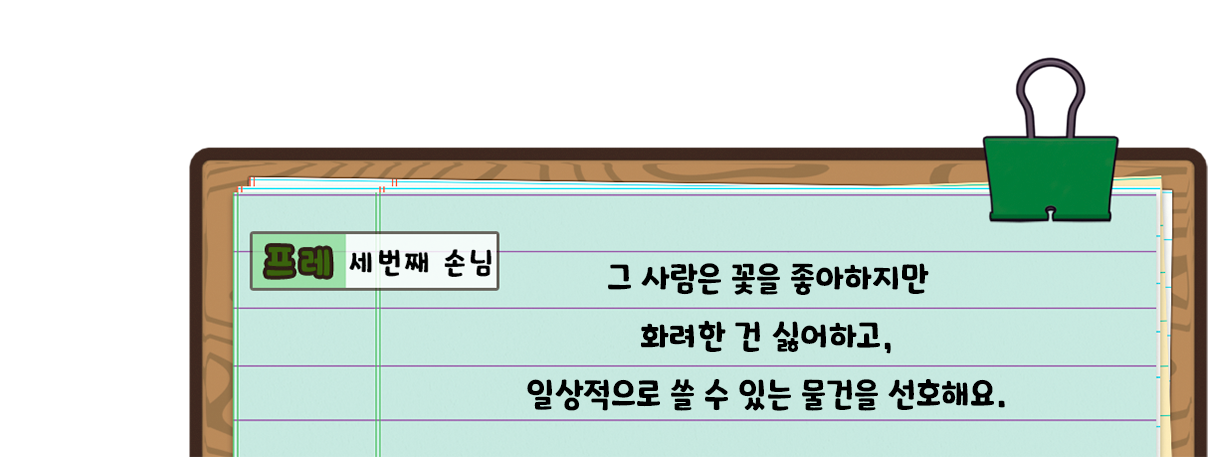 프레 세번째 손님
그 사람은 꽃을 좋아하지만
화려한 건 싫어하고,
일상적으로 쓸 수 있는 물건을 선호해요.